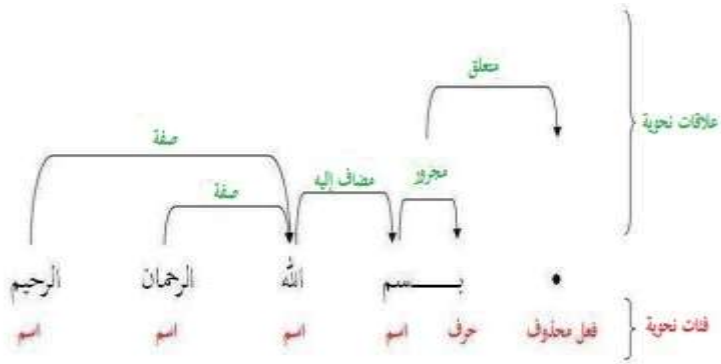 متعلق
علاقات نحوية
صفة
مجرور
مضاف إليه
صفة
• بـــسم الله الرحمان الرحيم
فئات نحوية
فعل محذوف حرف اسم اسم اسم اسم